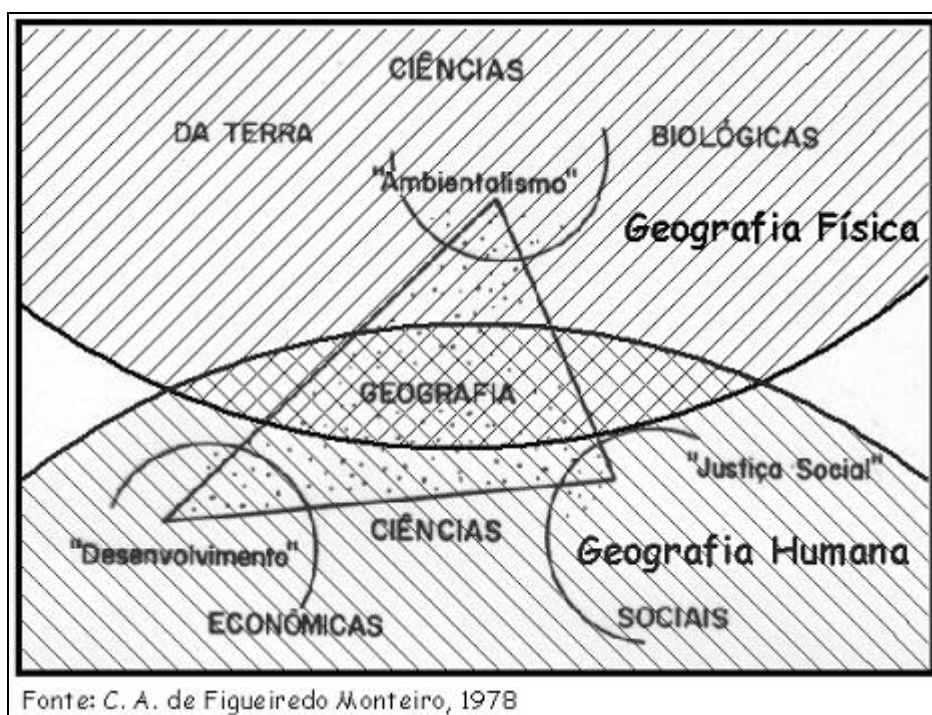 CIÊNCIAS
DA TERRA
BIOLÓGICAS
"Ambientalismo"
Geografia Física
GEOGRAFIA
"Justiça Social"
CIÊNCIAS
"Desenvolvimento"
Geografia Humana
ECONÔMICAS
SOCIAIS
Fonte: C. A. de Figueiredo Monteiro, 1978